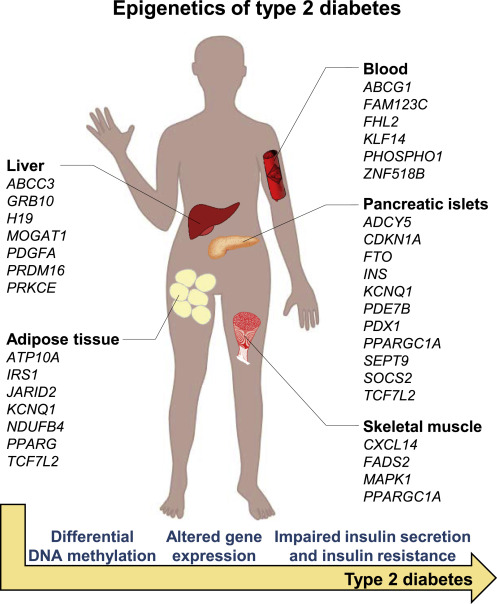 Epigenetics of type 2 diabetes
Blood
ABCG1
FAM123C
FHL2
KLF14
PHOSPHO1
ZNF518B
Liver
ABCC3
GRB10
H19
MOGAT1
PDGFA
PRDM16
PRKCE
Pancreatic islets
ADCY5
CDKN1A
FTO
INS
KCNQ1
PDE7B
PDX1
PPARGC1A
SEPT9
SOCS2
TCF7L2
Adipose tissue
ATP10A
IRS1
JARID2
KCNQ1
NDUFB4
PPARG
TCF7L2
Skeletal muscle
CXCL14
FADS2
MAPK1
PPARGC1A
Differential
DNA methylation
Altered gene
expression
Impaired insulin secretion
and insulin resistance
Type 2 diabetes